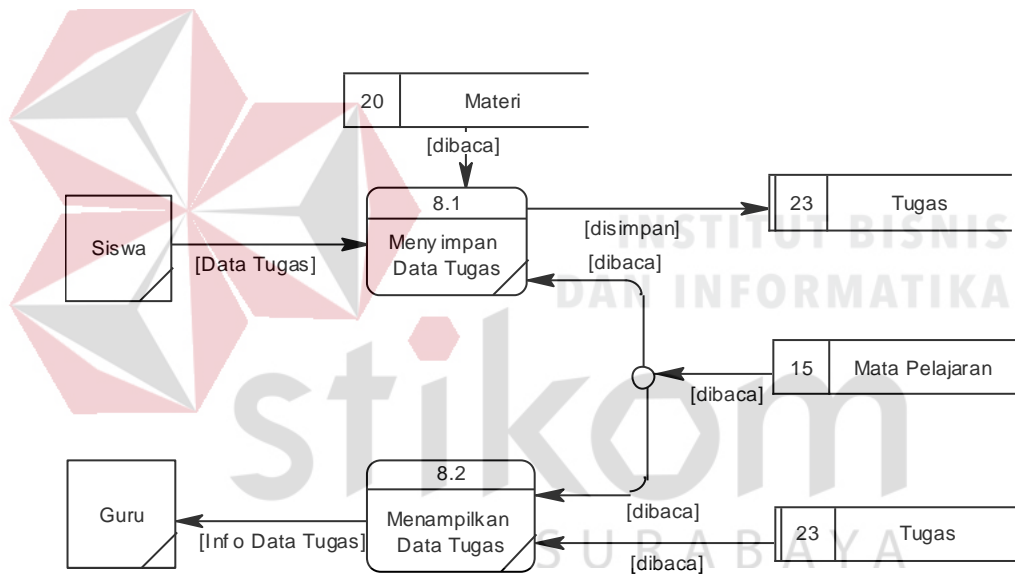 20 Materi
[dibaca]
8.1
Menyimpan
Data Tugas
Siswa
[Data Tugas]
[disimpan]
23 Tugas
[dibaca]
INSTITUT BISNIS
DAN INFORMATIKA
15 Mata Pelajaran
[dibaca]
stikom
8.2
Menampilkan
Data Tugas
Guru
[Info Data Tugas]
[dibaca]
23 Tugas
[dibaca]
SURABAYA